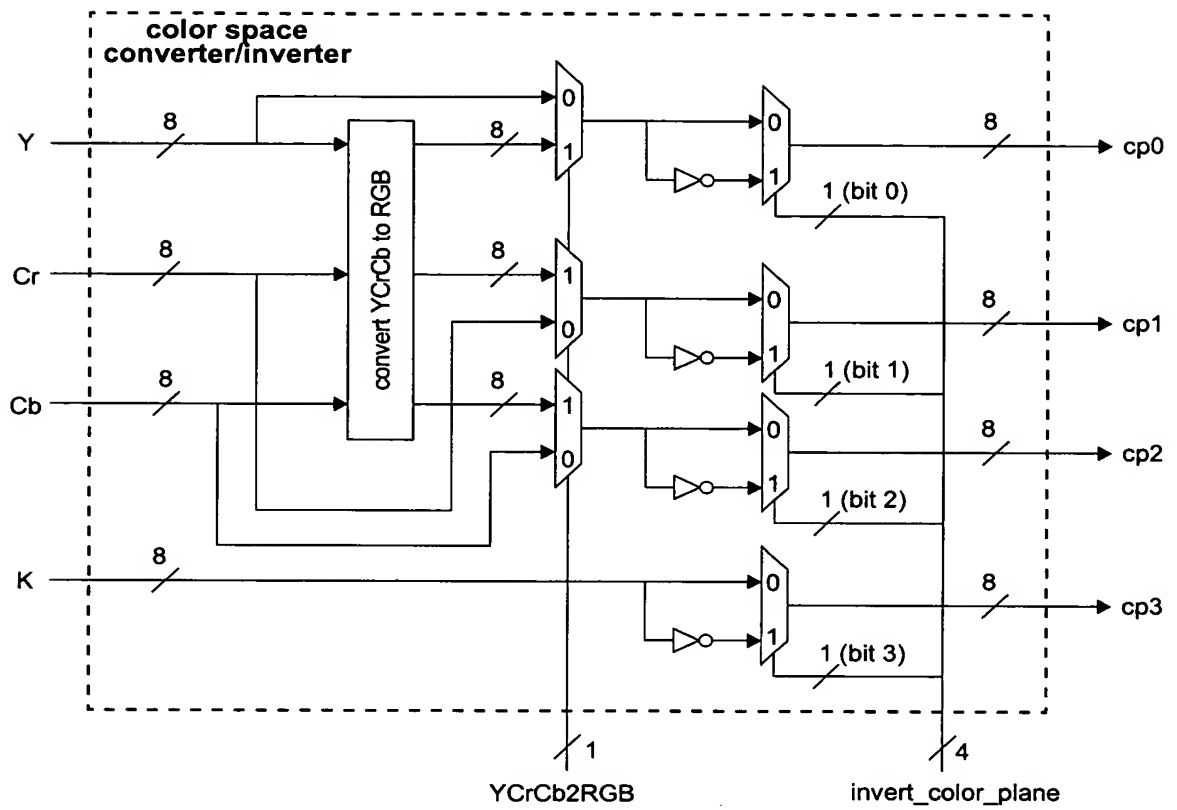 color space
converter/inverter
0
8
8
0
Y
1
8
cp0
1
1 (bit 0)
convert YCrCb to RGB
8
8
Cr
1
0
8
cp1
0
1
1 (bit 1)
8
8
Cb
1
0
8
cp2
0
1
1 (bit 2)
8
K
0
8
cp3
1
1 (bit 3)
1
4
YCrCb2RGB
invert_color_plane